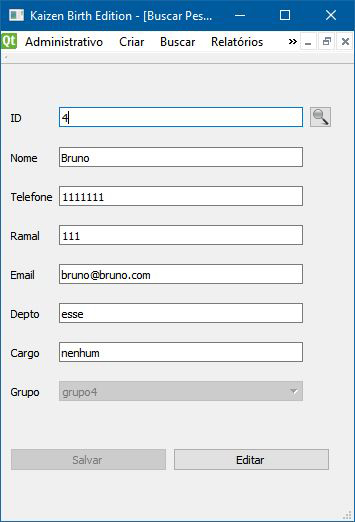 Kaizen Birth Edition - [Buscar Pes...
Qt Administrativo Criar Buscar Relatórios »
ID 4
Nome Bruno
Telefone 1111111
Ramal 111
Email bruno@bruno.com
Depto esse
Cargo nenhum
Grupo grupo4
Salvar Editar